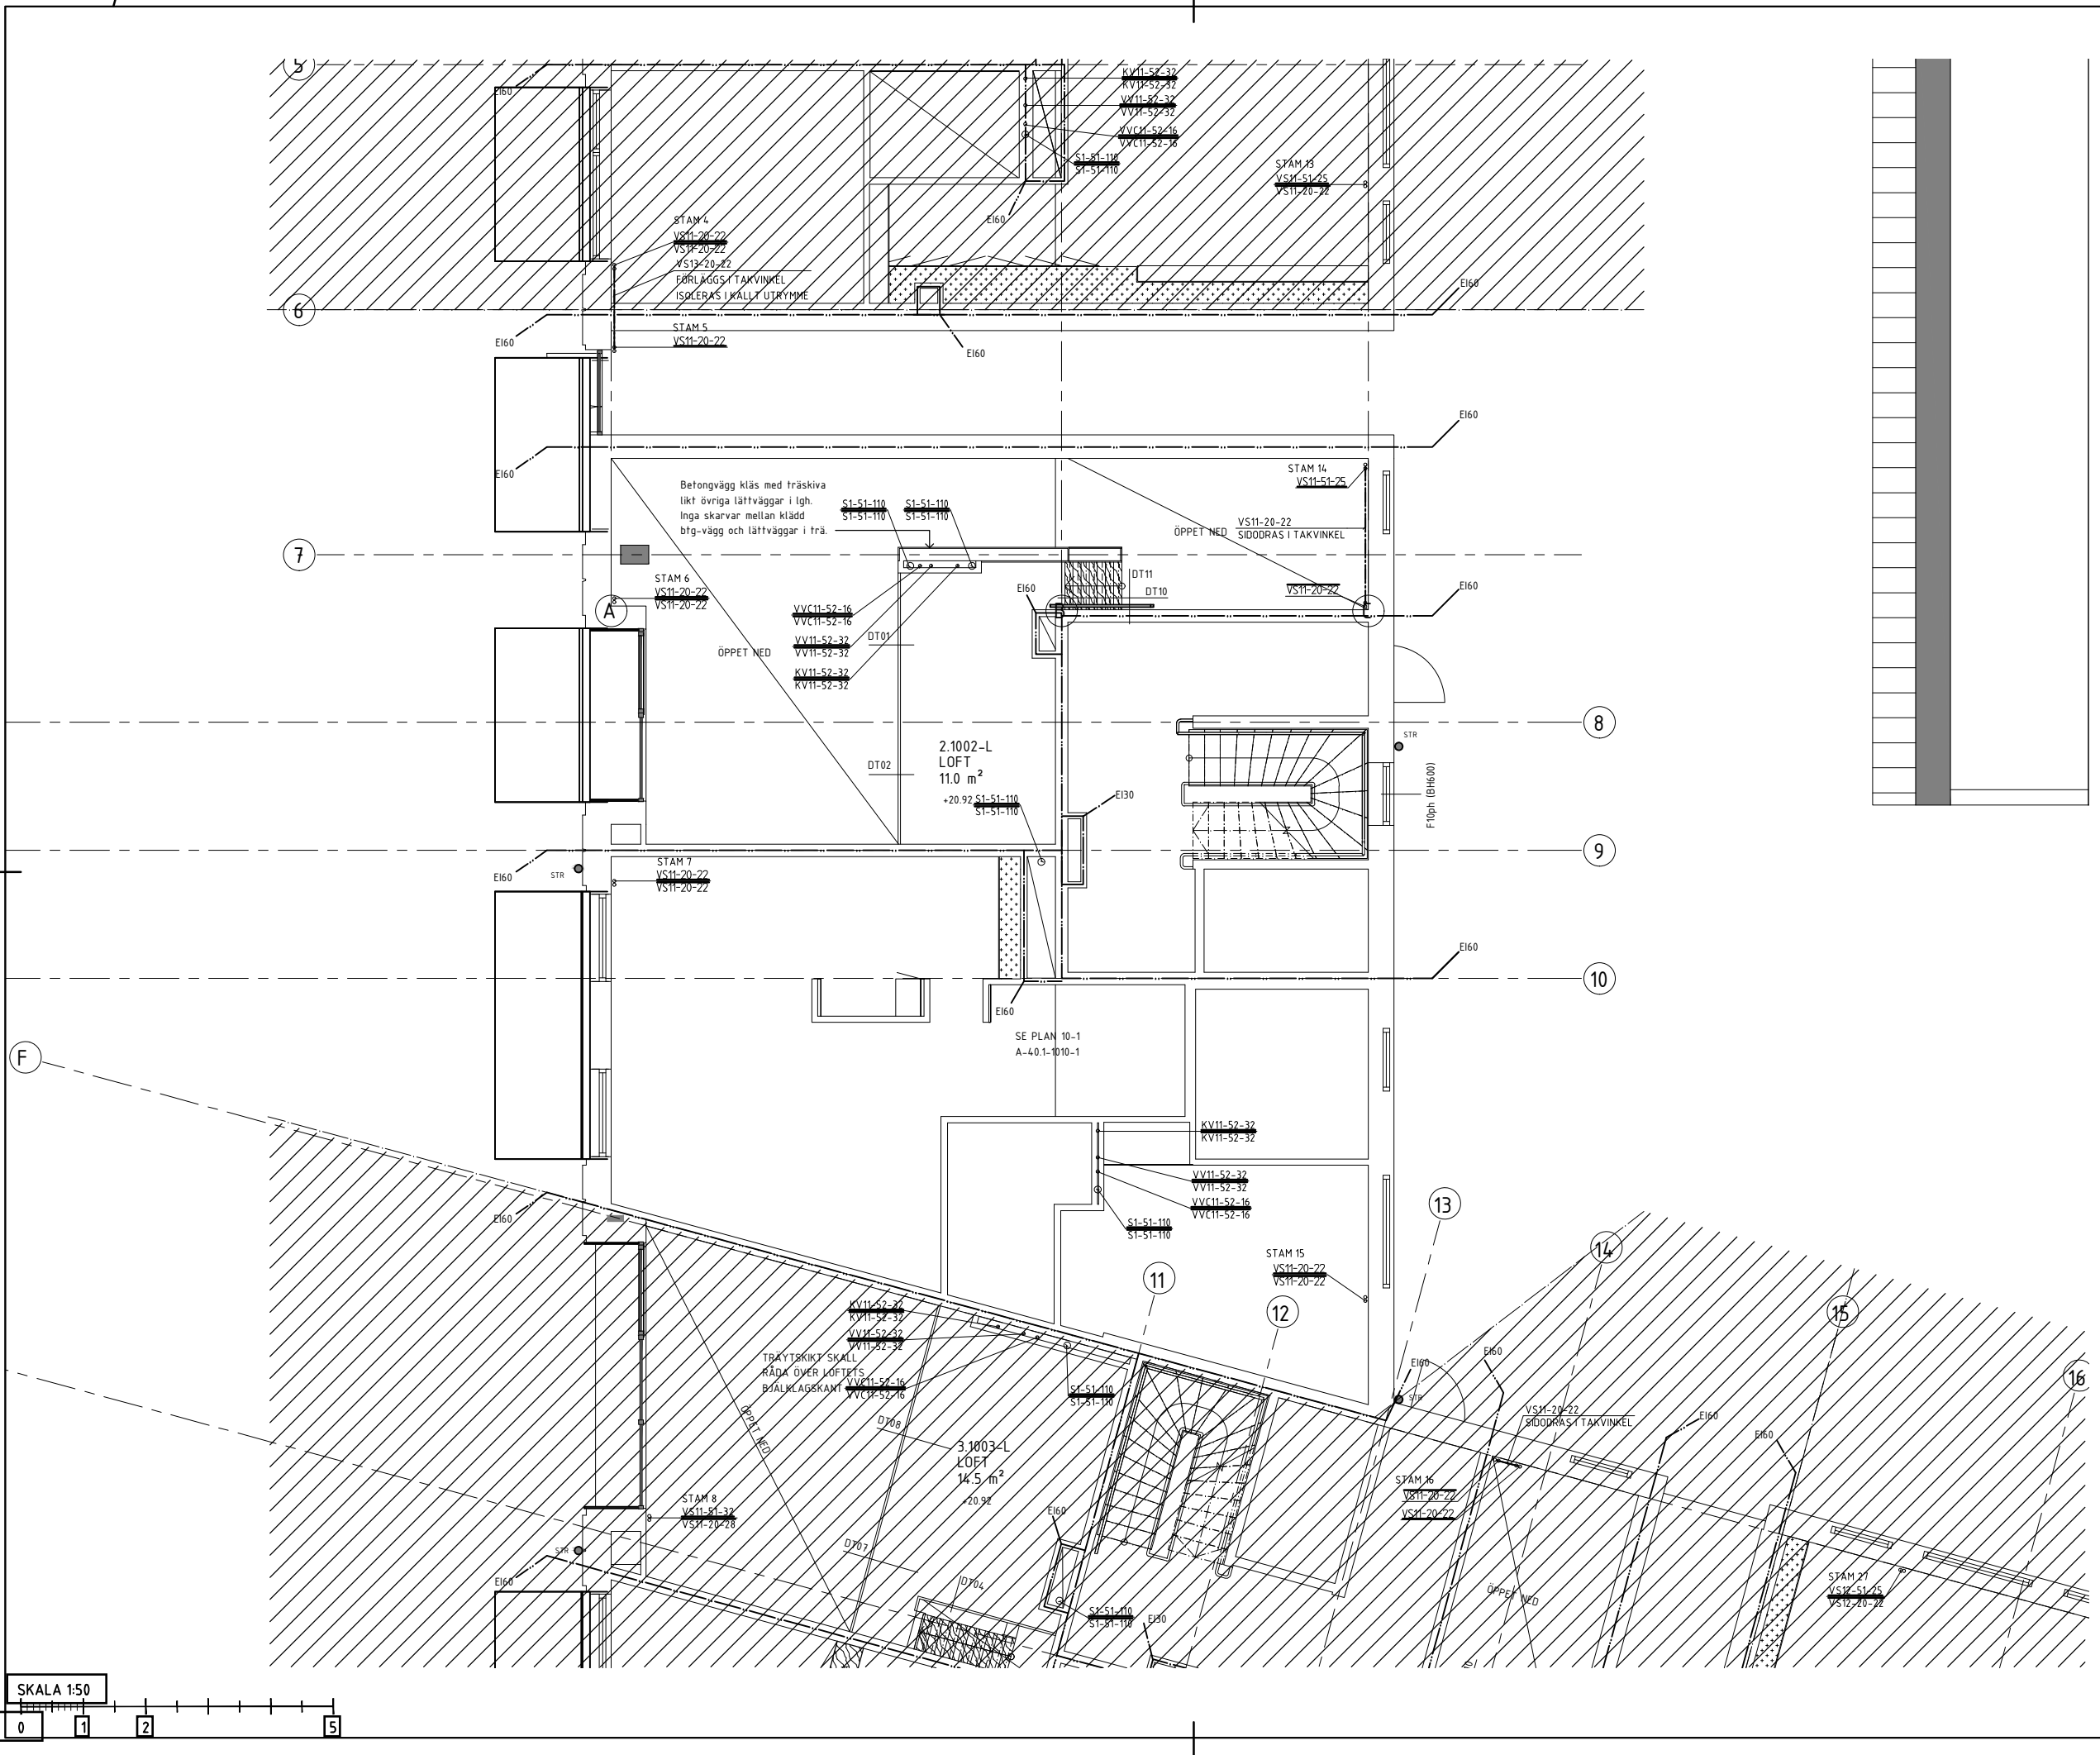 5
EI60
KV11-52-32
KV11-52-32
VV11-52-32
VV11-52-32
VVC11-52-16
VVC11-52-16
S1-51-110
S1-51-110
STAM 13
VS11-51-25
VS11-20-22
EI60
STAM 4
VS11-20-22
VS11-20-22
VS13-20-22
FÖRLÄGGS I TAKVINKEL
ISOLERAS I KALLT UTRYMME
EI60
6
STAM 5
VS11-20-22
EI60
EI60
EI60
EI60
STAM 14
VS11-51-25
Betongvägg kläs med träskiva
likt övriga lättväggar i lgh.
Inga skarvar mellan klädd
btg-vägg och lättväggar i trä.
S1-51-110
S1-51-110
S1-51-110
S1-51-110
VS11-20-22
SIDODRAS I TAKVINKEL
ÖPPET NED
7
STAM 6
VS11-20-22
VS11-20-22
A
DT11
DT10
EI60
VS11-20-22
EI60
VVC11-52-16
VVC11-52-16
DT01
VV11-52-32
VV11-52-32
ÖPPET NED
KV11-52-32
KV11-52-32
8
STR
2.1002-L
LOFT
11.0 m²
DT02
+20.92
S1-51-110
S1-51-110
EI30
F10ph (BH600)
9
STAM 7
VS11-20-22
VS11-20-22
EI60
STR
EI60
10
EI60
SE PLAN 10-1
A-40.1-1010-1
F
KV11-52-32
KV11-52-32
VV11-52-32
VV11-52-32
VVC11-52-16
VVC11-52-16
S1-51-110
S1-51-110
EI60
13
14
STAM 15
VS11-20-22
VS11-20-22
11
12
15
16
KV11-52-32
KV11-52-32
VV11-52-32
VV11-52-32
TRÄYTSKIKT SKALL
RÅDA ÖVER LOFTETS
BJÄLKLAGSKANT
VVC11-52-16
VVC11-52-16
S1-51-110
S1-51-110
EI60
STR
EI60
VS11-20-22
SIDODRAS I TAKVINKEL
EI60
EI60
ÖPPET NED
DT08
3.1003-L
LOFT
14.5 m²
+20.92
STAM 16
VS11-20-22
VS11-20-22
STAM 8
VS11-51-32
VS11-20-28
EI60
STR
EI60
DT07
DT04
S1-51-110
S1-51-110
EI30
ÖPPET NED
STAM 27
VS12-51-25
VS12-20-22
SKALA 1:50
0
1
2
5